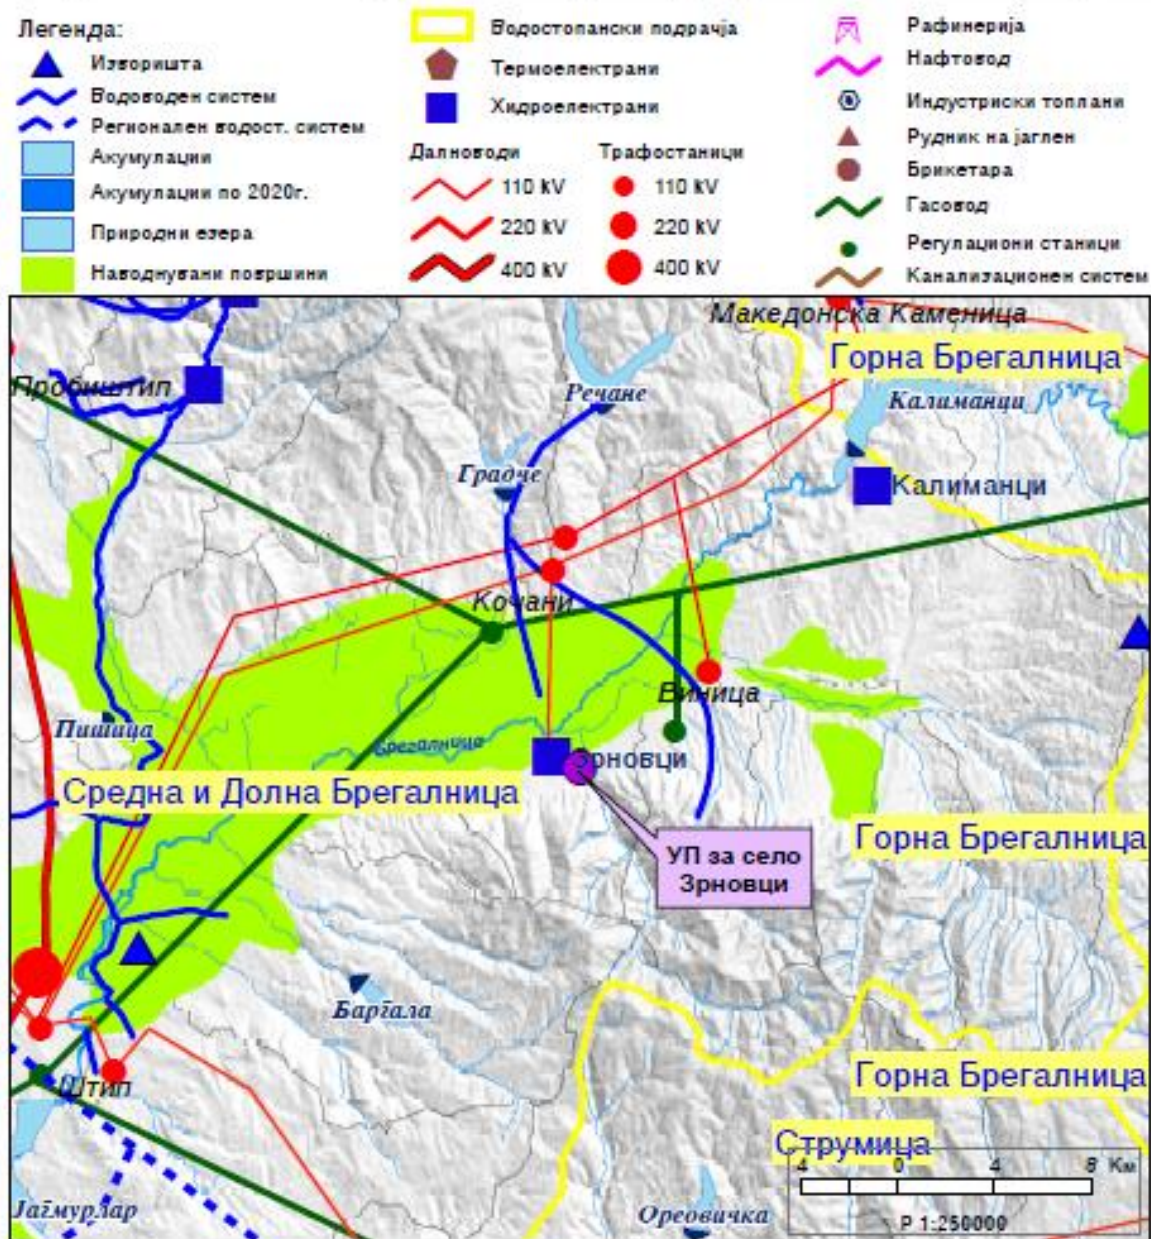 Легенда:
Изворишта
Водоводен систем
Регионален водост. систем
Акумулации
Акумулации по 2020г.
Природни езера
Наводнувани површини
Водостопански подрачја
Термоелектрани
Хидроелектрани
Далноводи
110 kV
220 kV
400 kV
Трафостаници
110 kV
220 kV
400 kV
Рафинерија
Нафтовод
Индустриски топлани
Рудник на јаглен
Брикетара
Гасовод
Регулациони станици
Канализационен систем
Македонска Каменица
Горна Брегалница
Пробиштип
Речане
Калиманци
Градче
Калиманци
Кочани
Виница
Пишица
Брегалница
Зрновци
Средна и Долна Брегалница
Горна Брегалница
УП за село
Зрновци
Баргала
Горна Брегалница
Штип
Струмица
4 0 4 8 Км
Р 1:250000
Јагмурлар
Ореовичка